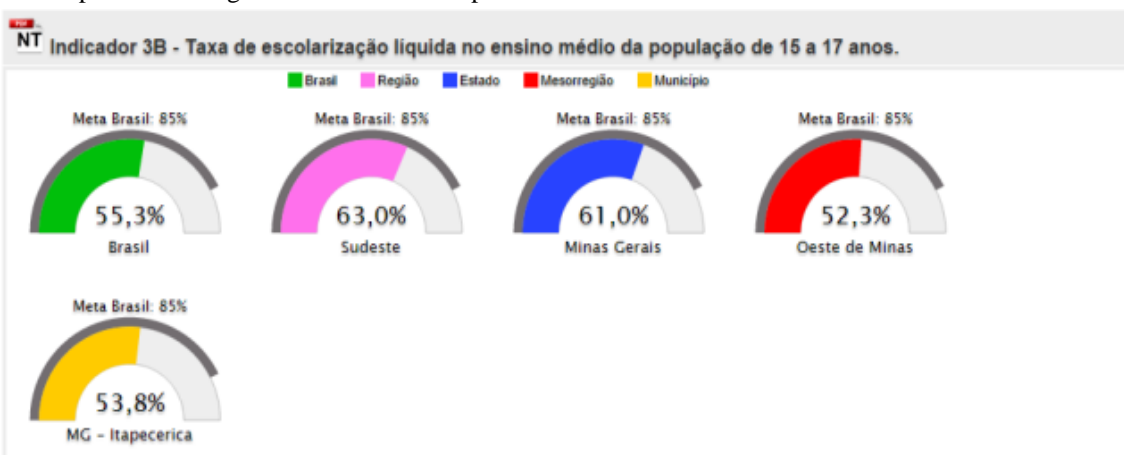 PDF
NT Indicador 3B - Taxa de escolarização líquida no ensino médio da população de 15 a 17 anos.
Brasil Região Estado Mesorregião Município
Meta Brasil: 85% Meta Brasil: 85% Meta Brasil: 85% Meta Brasil: 85%
55,3% 63,0% 61,0% 52,3%
Brasil Sudeste Minas Gerais Oeste de Minas
Meta Brasil: 85%
53,8%
MG - Itapecerica